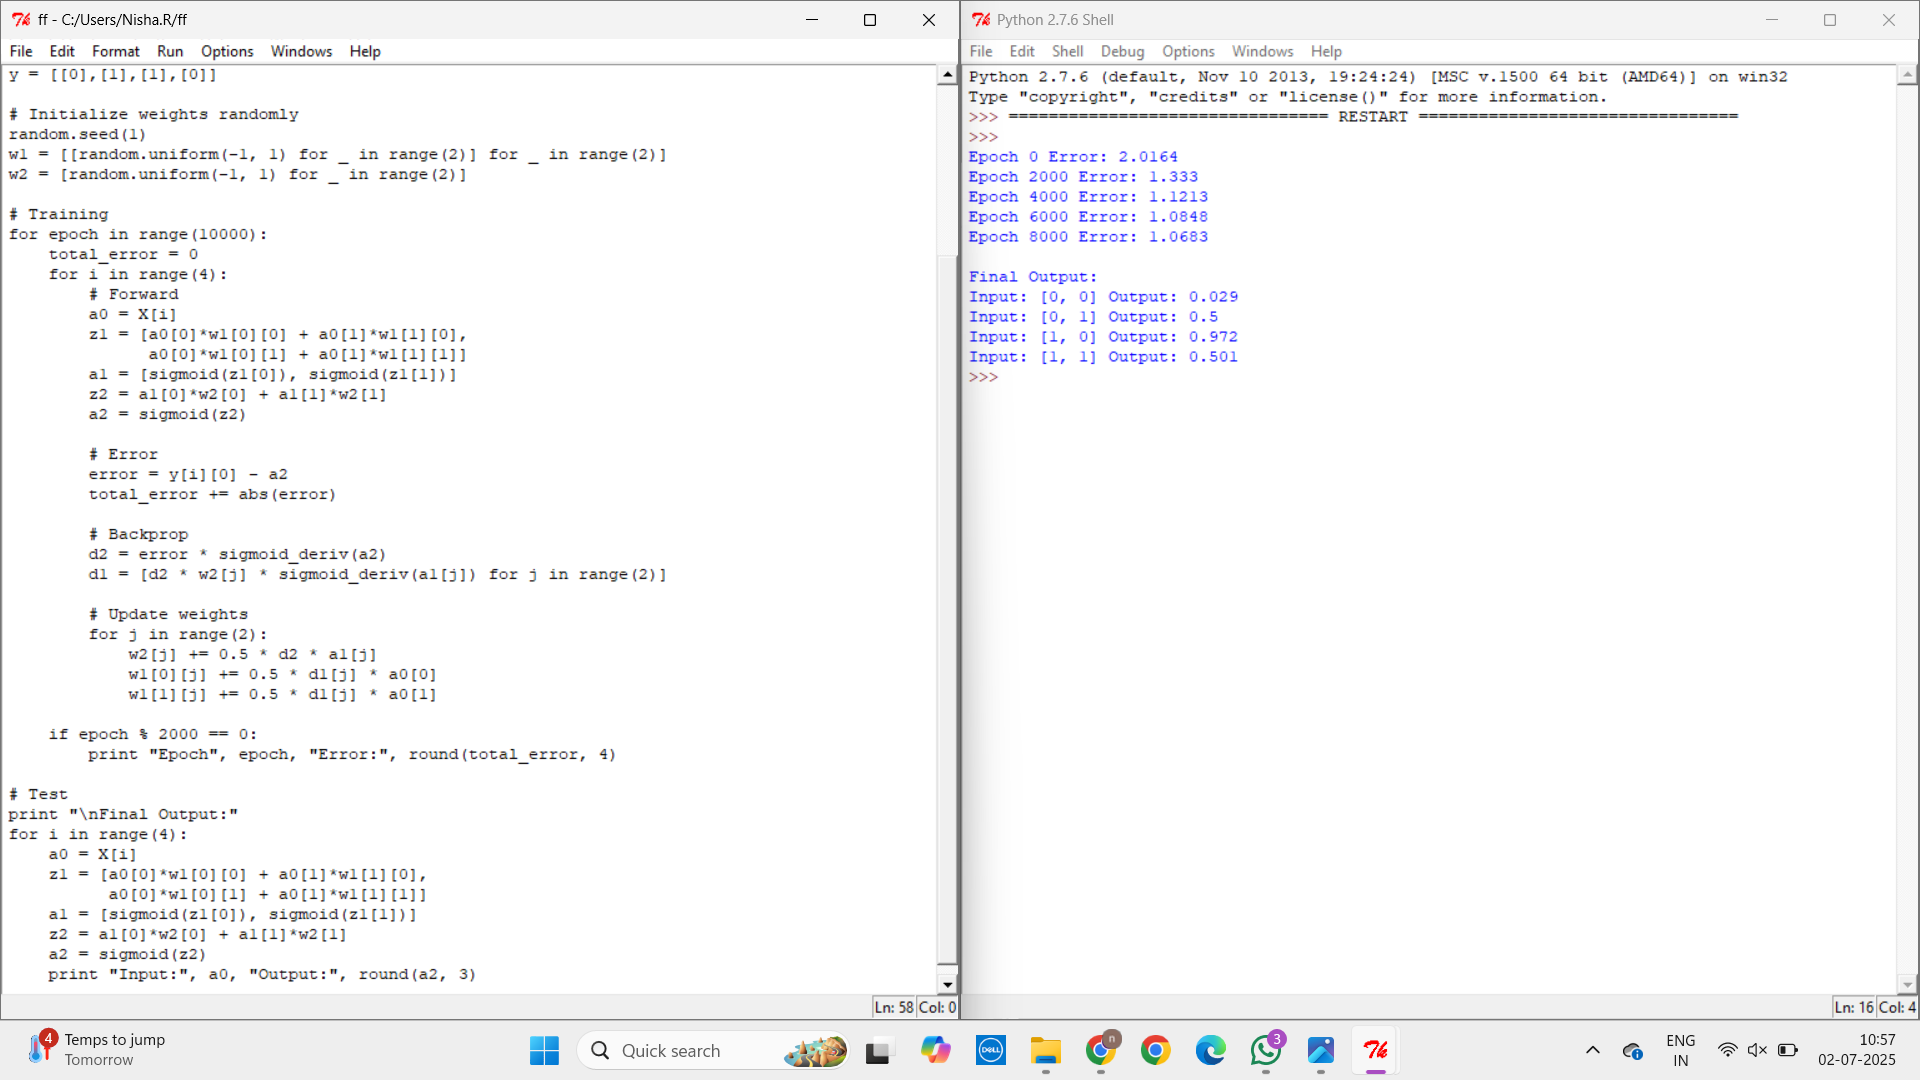 ff - C:/Users/Nisha.R/ff
File Edit Format Run Options Windows Help
y = [[0],[1],[1],[0]]

# Initialize weights randomly
random.seed(1)
w1 = [[random.uniform(-1, 1) for _ in range(2)] for _ in range(2)]
w2 = [random.uniform(-1, 1) for _ in range(2)]

# Training
for epoch in range(10000):
    total_error = 0
    for i in range(4):
        # Forward
        a0 = X[i]
        z1 = [a0[0]*w1[0][0] + a0[1]*w1[1][0],
              a0[0]*w1[0][1] + a0[1]*w1[1][1]]
        a1 = [sigmoid(z1[0]), sigmoid(z1[1])]
        z2 = a1[0]*w2[0] + a1[1]*w2[1]
        a2 = sigmoid(z2)

        # Error
        error = y[i][0] - a2
        total_error += abs(error)

        # Backprop
        d2 = error * sigmoid_deriv(a2)
        d1 = [d2 * w2[j] * sigmoid_deriv(a1[j]) for j in range(2)]

        # Update weights
        for j in range(2):
            w2[j] += 0.5 * d2 * a1[j]
            w1[0][j] += 0.5 * d1[j] * a0[0]
            w1[1][j] += 0.5 * d1[j] * a0[1]

    if epoch % 2000 == 0:
        print "Epoch", epoch, "Error:", round(total_error, 4)

# Test
print "\nFinal Output:"
for i in range(4):
    a0 = X[i]
    z1 = [a0[0]*w1[0][0] + a0[1]*w1[1][0],
          a0[0]*w1[0][1] + a0[1]*w1[1][1]]
    a1 = [sigmoid(z1[0]), sigmoid(z1[1])]
    z2 = a1[0]*w2[0] + a1[1]*w2[1]
    a2 = sigmoid(z2)
    print "Input:", a0, "Output:", round(a2, 3)
Ln: 58 Col: 0
Python 2.7.6 Shell
File Edit Shell Debug Options Windows Help
Python 2.7.6 (default, Nov 10 2013, 19:24:24) [MSC v.1500 64 bit (AMD64)] on win32
Type "copyright", "credits" or "license()" for more information.
>>> ================================ RESTART ================================
>>>
Epoch 0 Error: 2.0164
Epoch 2000 Error: 1.333
Epoch 4000 Error: 1.1213
Epoch 6000 Error: 1.0848
Epoch 8000 Error: 1.0683

Final Output:
Input: [0, 0] Output: 0.029
Input: [0, 1] Output: 0.5
Input: [1, 0] Output: 0.972
Input: [1, 1] Output: 0.501
>>>
Ln: 16 Col: 4
4
Temps to jump
Tomorrow
Quick search
DELL
n
3
ENG
IN
10:57
02-07-2025